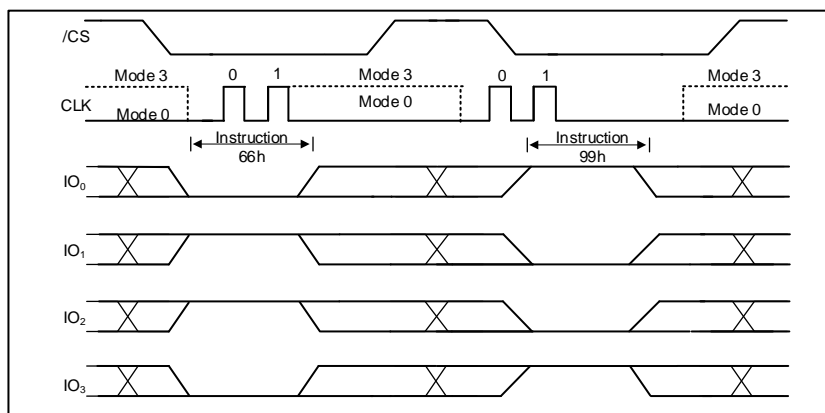 /CS
Mode 3 0 1 Mode 3 0 1 Mode 3
CLK Mode 0 Mode 0 Mode 0
Instruction Instruction
66h 99h
IO0
IO1
IO2
IO3